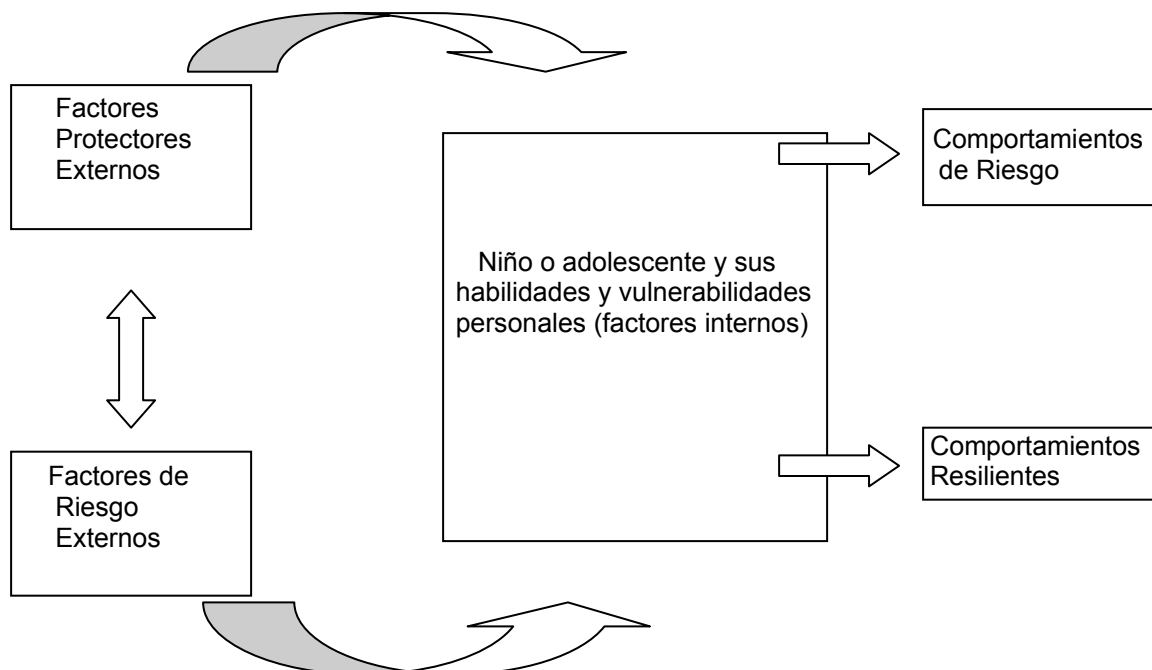 Factores
Protectores
Externos
Comportamientos
de Riesgo
Niño o adolescente y sus
habilidades y vulnerabilidades
personales (factores internos)
Factores de
Riesgo
Externos
Comportamientos
Resilientes